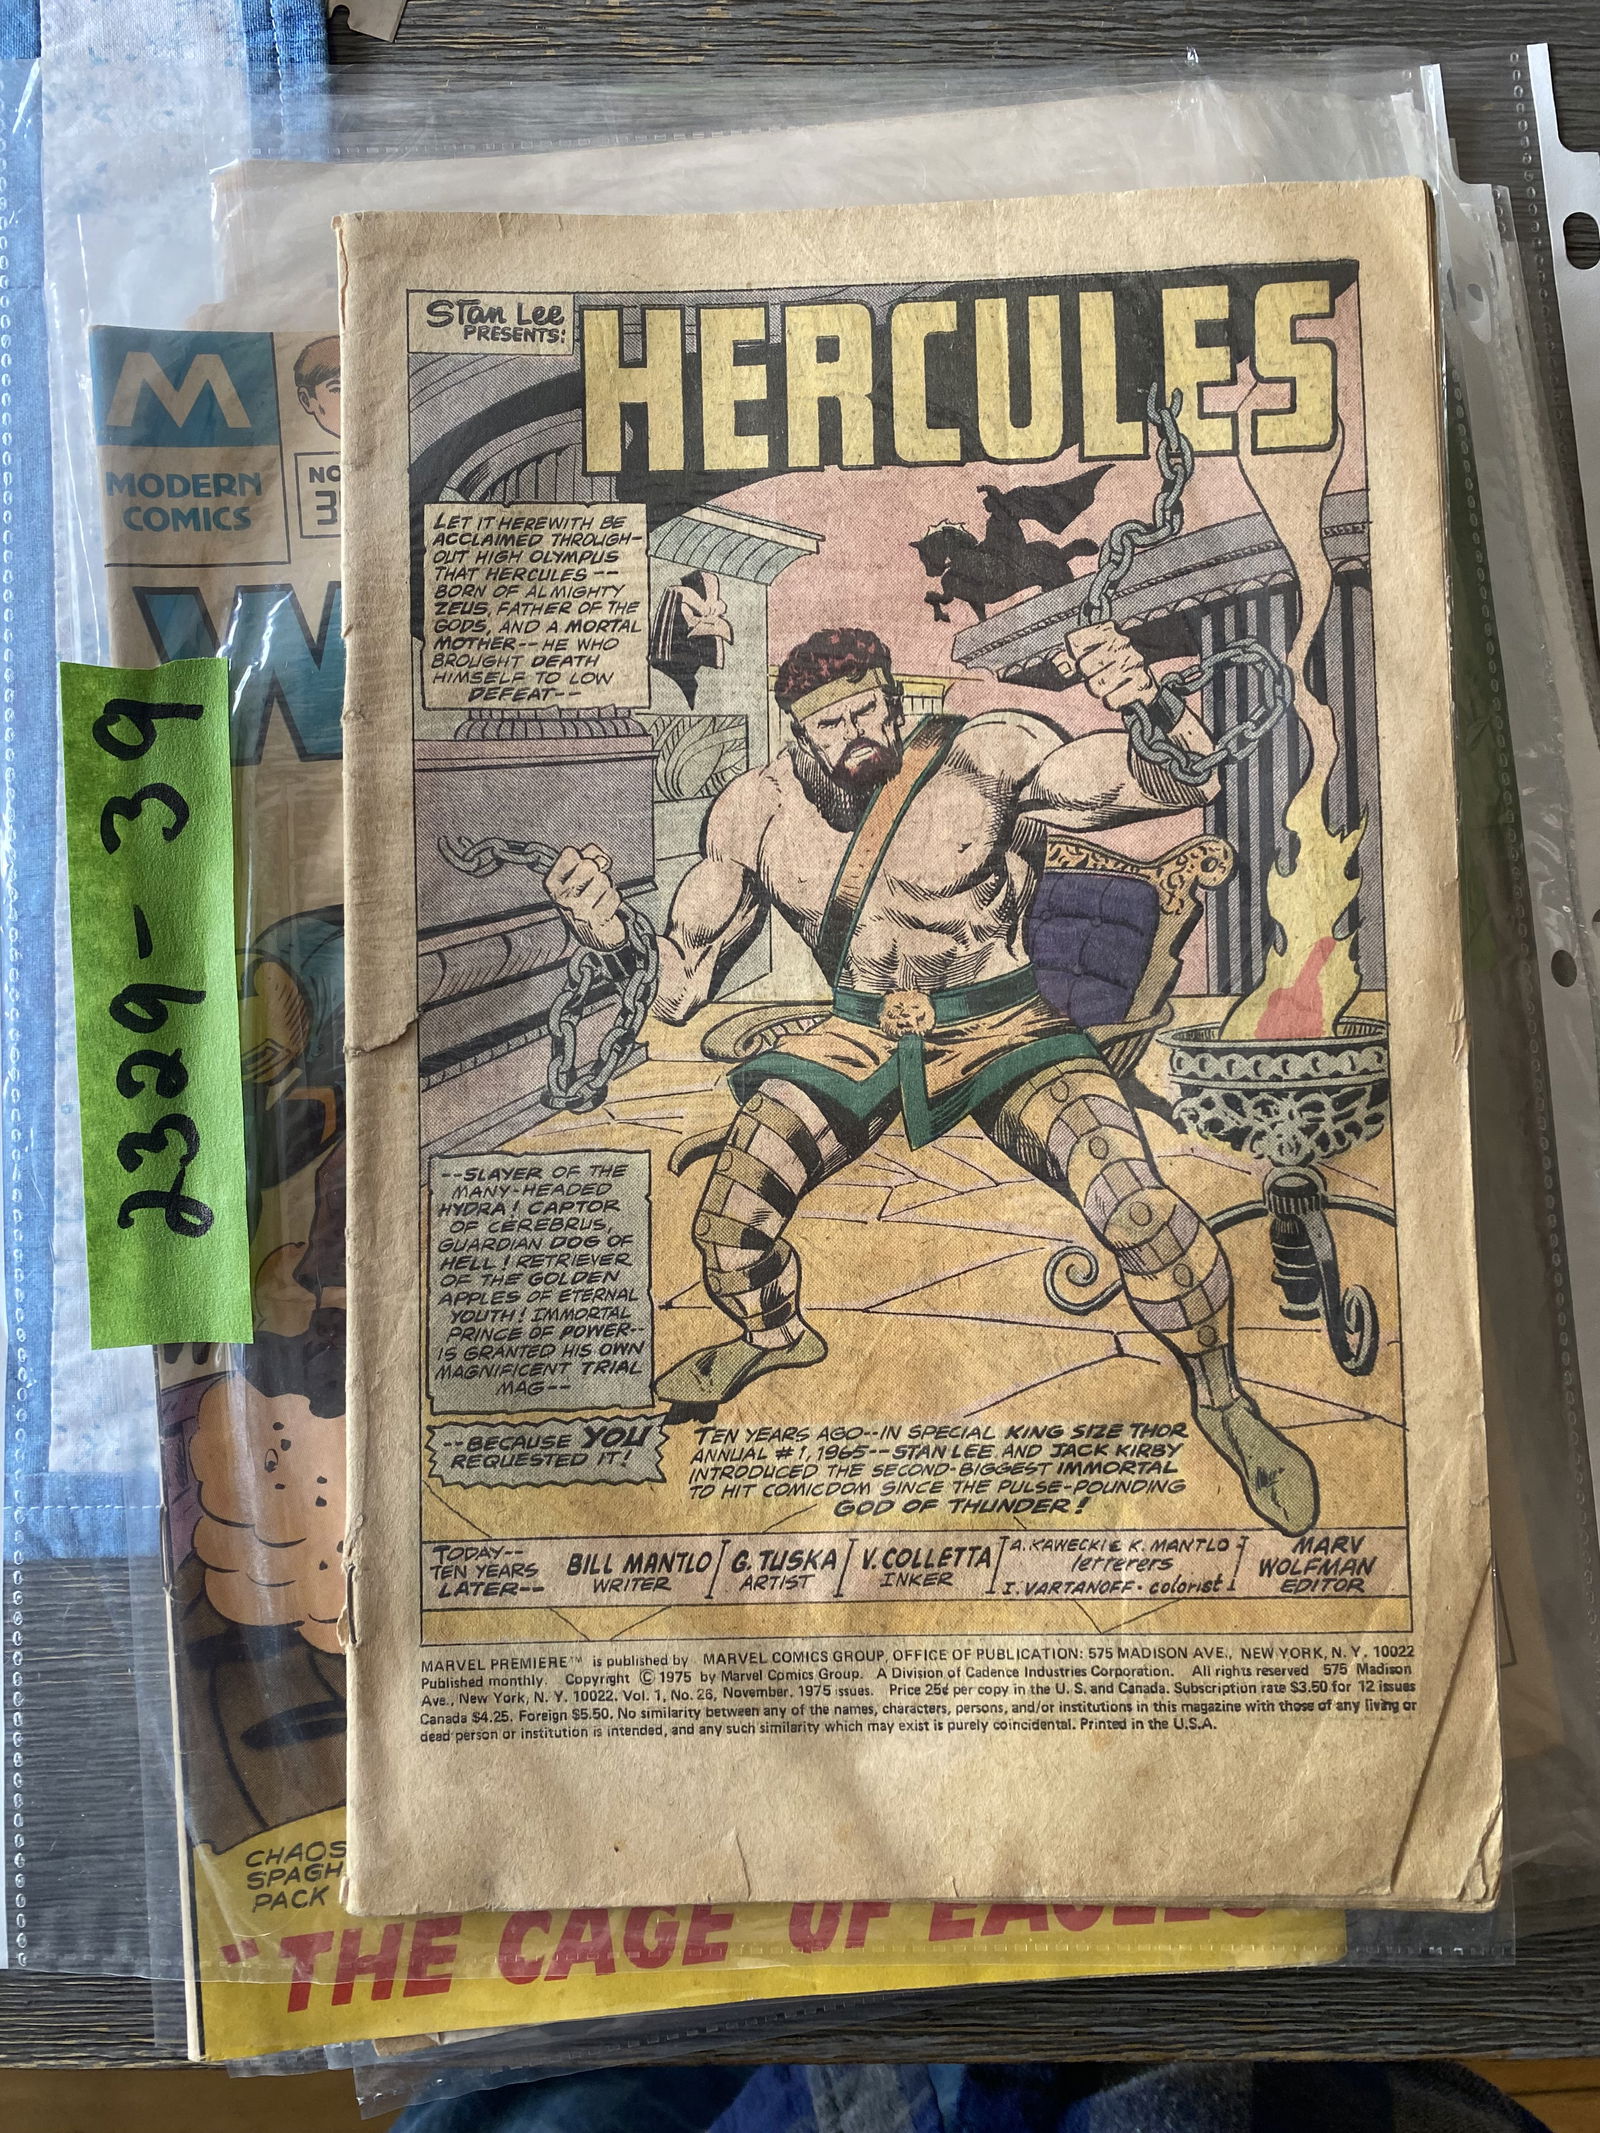 Stan Lee
PRESENTS:
HERCULES
LET IT HEREWITH BE
ACCLAIMED THROUGH-
OUT HIGH OLYMPUS
THAT HERCULES --
BORN OF ALMIGHTY
ZEUS, FATHER OF THE
GODS, AND A MORTAL
MOTHER -- HE WHO
BROUGHT DEATH
HIMSELF TO LOW
DEFEAT --
--SLAYER OF THE
MANY-HEADED
HYDRA! CAPTOR
OF CEREBRUS,
GUARDIAN DOG OF
HELL! RETRIEVER
OF THE GOLDEN
APPLES OF ETERNAL
YOUTH! IMMORTAL
PRINCE OF POWER--
IS GRANTED HIS OWN
MAGNIFICENT TRIAL
MAG--
--BECAUSE YOU
REQUESTED IT!
TEN YEARS AGO--IN SPECIAL KING SIZE THOR
ANNUAL #1, 1965 -- STAN LEE AND JACK KIRBY
INTRODUCED THE SECOND-BIGGEST IMMORTAL
TO HIT COMICDOM SINCE THE PULSE-POUNDING
GOD OF THUNDER!
TODAY--
TEN YEARS
LATER--
BILL MANTLO
WRITER
G. TUSKA
ARTIST
V. COLLETTA
INKER
A. KAWECKI & K. MANTLO
letterers
I. VARTANOFF - colorist
MARV
WOLFMAN
EDITOR
MARVEL PREMIERE™ is published by MARVEL COMICS GROUP, OFFICE OF PUBLICATION: 575 MADISON AVE., NEW YORK, N. Y. 10022
Published monthly. Copyright © 1975 by Marvel Comics Group. A Division of Cadence Industries Corporation. All rights reserved 575 Madison
Ave., New York, N. Y. 10022. Vol. 1, No. 26, November, 1975 issues. Price 25¢ per copy in the U. S. and Canada. Subscription rate $3.50 for 12 issues
Canada $4.25. Foreign $5.50. No similarity between any of the names, characters, persons, and/or institutions in this magazine with those of any living or
dead person or institution is intended, and any such similarity which may exist is purely coincidental. Printed in the U.S.A.
M
MODERN
COMICS
NO
2329-39
CHAOS
SPAGH
PACK
"THE CAGE OF EAGLES